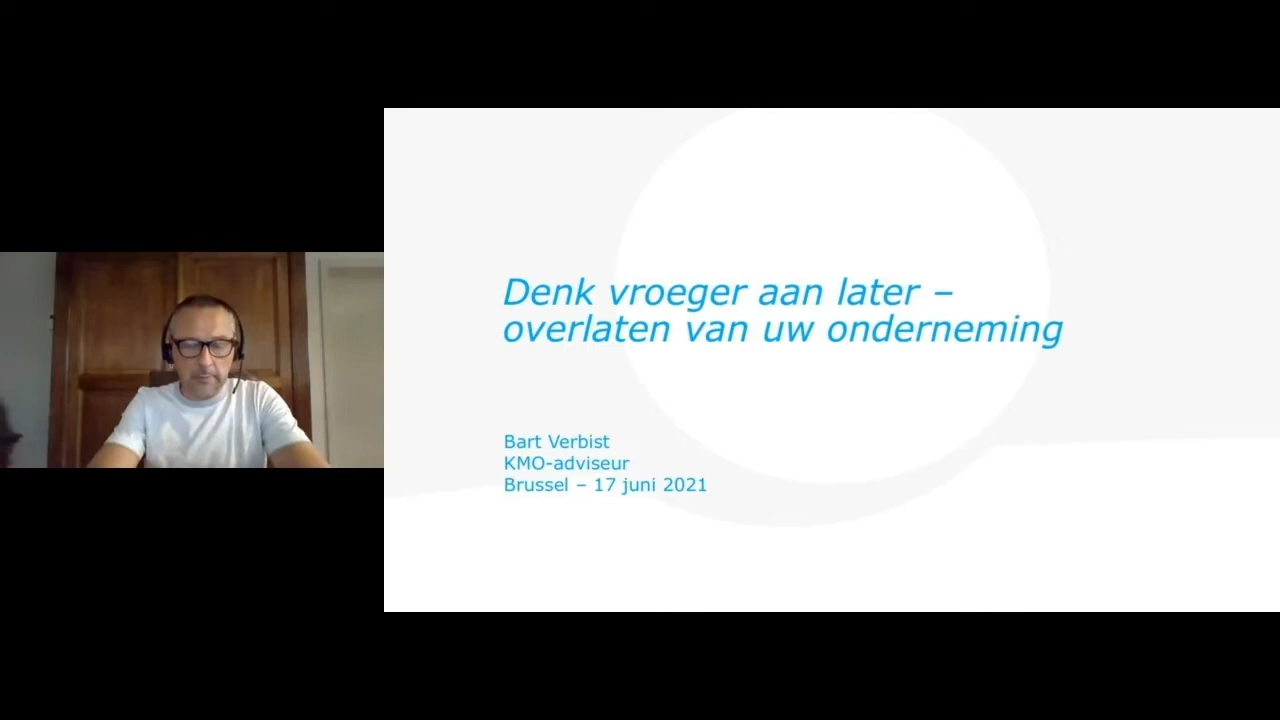 Denk vroeger aan later –
overlaten van uw onderneming
Bart Verbist
KMO-adviseur
Brussel – 17 juni 2021